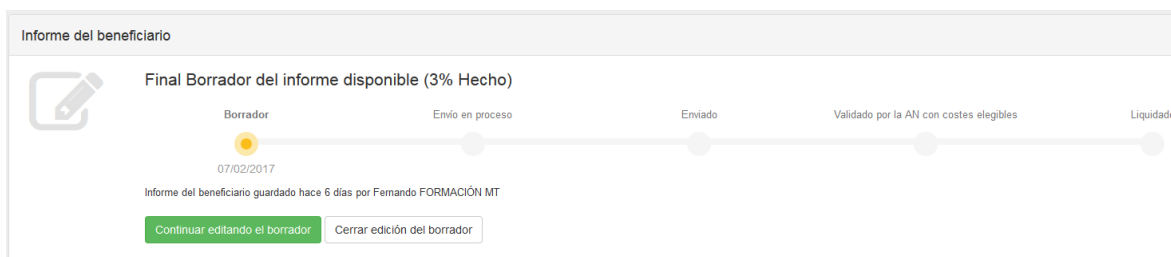 Informe del beneficiario
Final Borrador del informe disponible (3% Hecho)
Borrador Envío en proceso Enviado Validado por la AN con costes elegibles Liquidado
07/02/2017
Informe del beneficiario guardado hace 6 días por Fernando FORMACIÓN MT
Continuar editando el borrador Cerrar edición del borrador